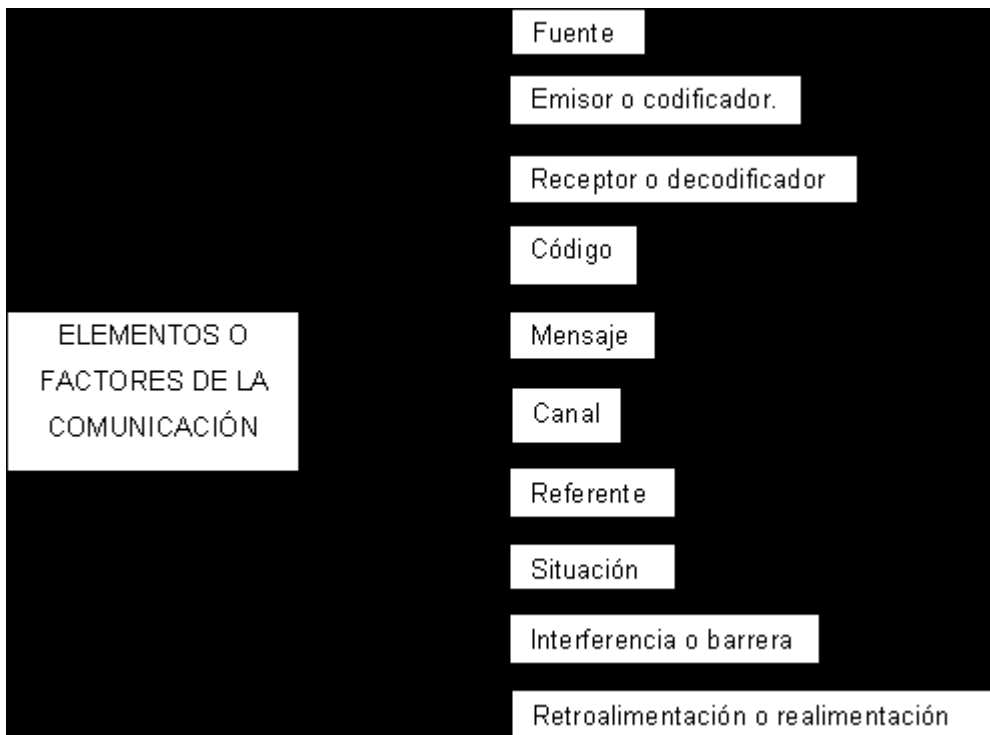 Fuente
Emisor o codificador.
Receptor o decodificador
Código
ELEMENTOS O
FACTORES DE LA
COMUNICACIÓN
Mensaje
Canal
Referente
Situación
Interferencia o barrera
Retroalimentación o realimentación